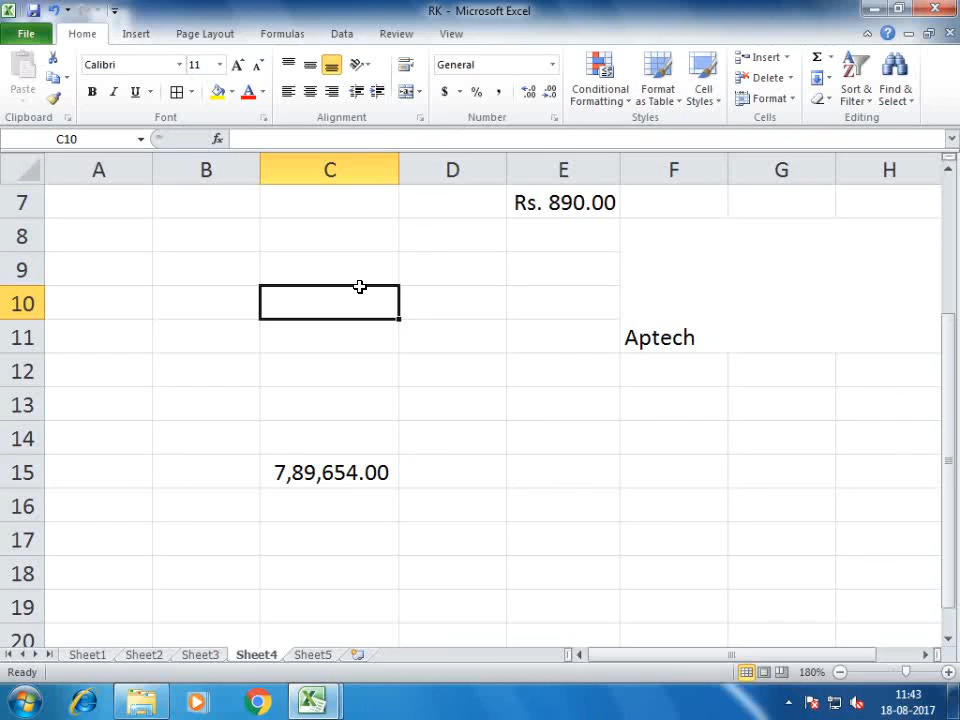 RK - Microsoft Excel
File Home Insert Page Layout Formulas Data Review View
Calibri 11 General
Paste
B I U
$ % ,
Conditional Formatting
Format as Table
Cell Styles
Insert
Delete
Format
Σ
Sort & Filter
Find & Select
Clipboard Font Alignment Number Styles Cells Editing
C10 fx
A B C D E F G H
7 Rs. 890.00
8
9
10
11 Aptech
12
13
14
15 7,89,654.00
16
17
18
19
20
Sheet1 Sheet2 Sheet3 Sheet4 Sheet5
Ready 180%
11:43
18-08-2017